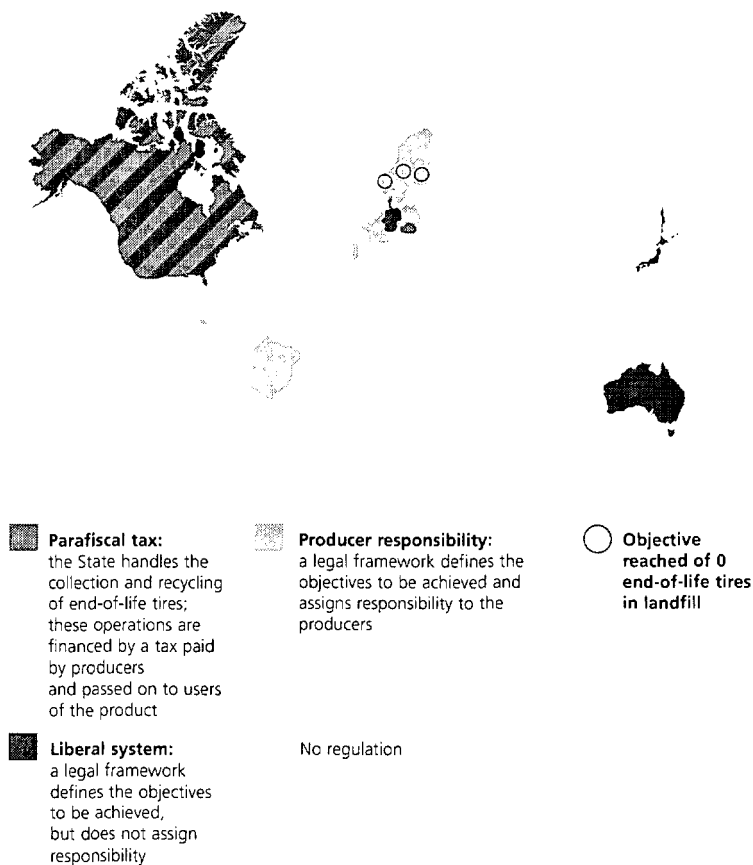 Parafiscal tax:
the State handles the
collection and recycling
of end-of-life tires;
these operations are
financed by a tax paid
by producers
and passed on to users
of the product
Producer responsibility:
a legal framework defines the
objectives to be achieved and
assigns responsibility to the
producers
Objective
reached of 0
end-of-life tires
in landfill
Liberal system:
a legal framework
defines the objectives
to be achieved,
but does not assign
responsibility
No regulation